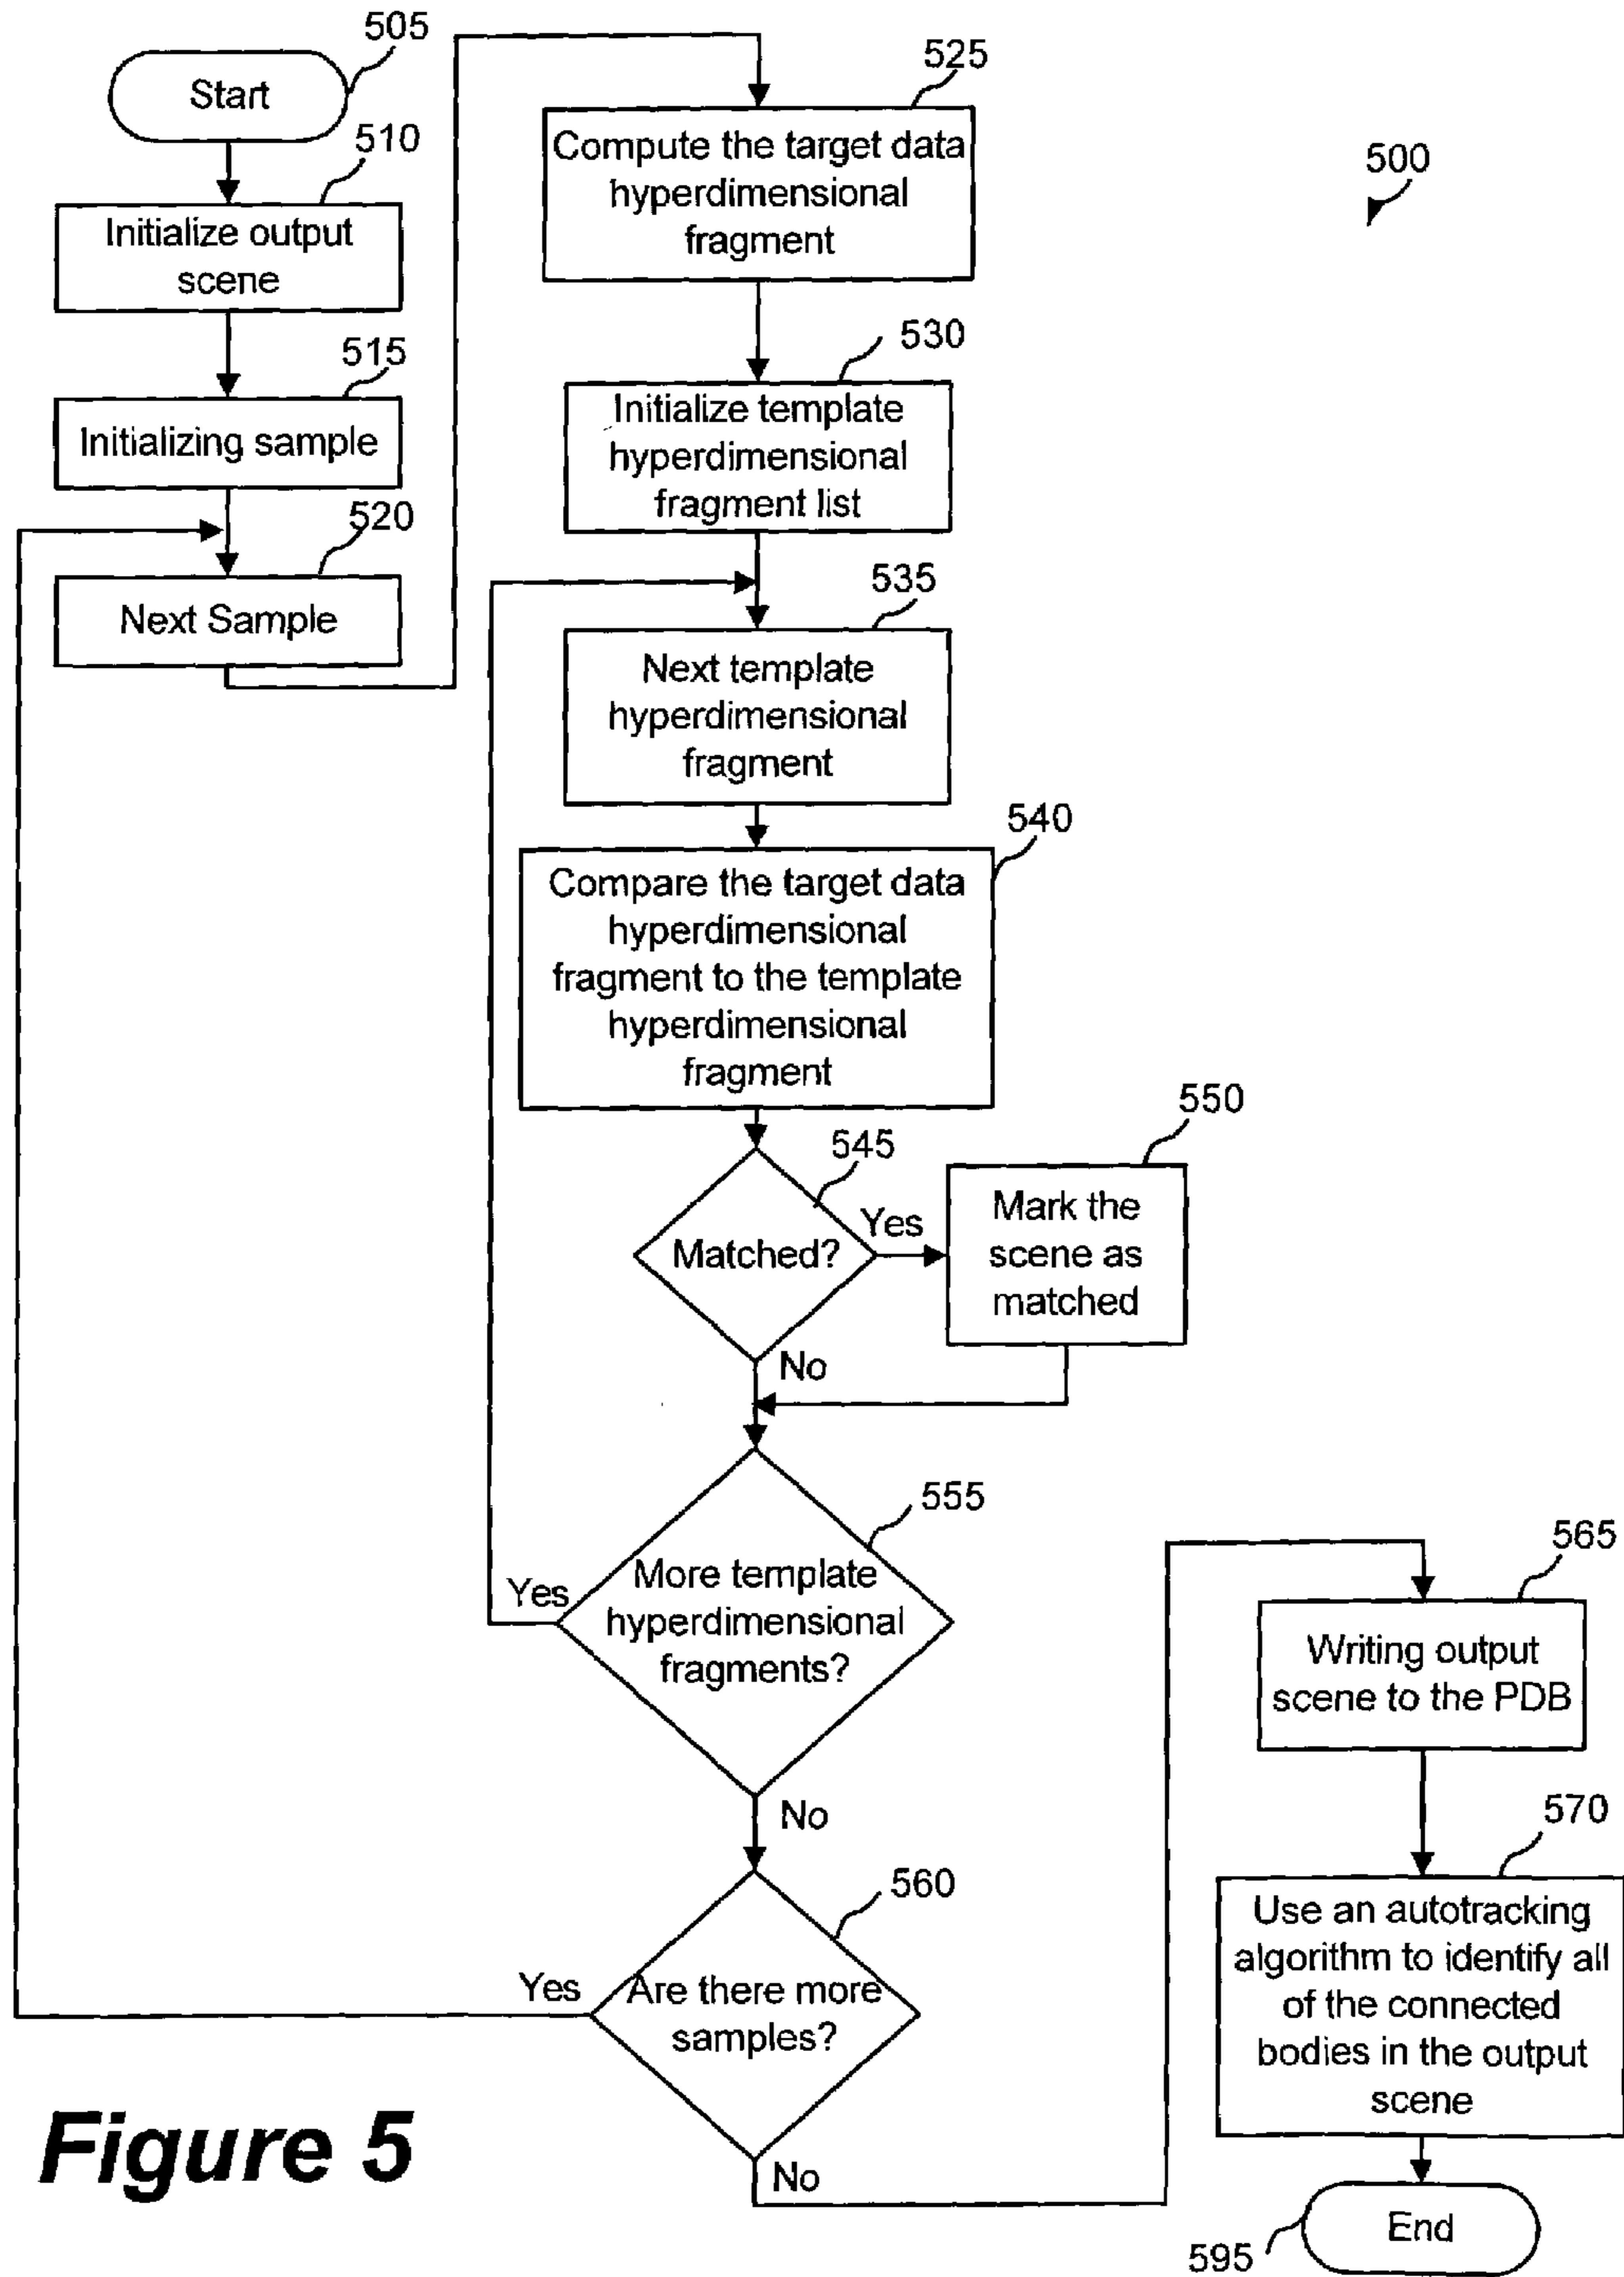 505
Start
510
Initialize output
scene
515
Initializing sample
520
Next Sample
525
Compute the target data
hyperdimensional
fragment
500
530
Initialize template
hyperdimensional
fragment list
535
Next template
hyperdimensional
fragment
540
Compare the target data
hyperdimensional
fragment to the template
hyperdimensional
fragment
545
Matched?
Yes
No
550
Mark the
scene as
matched
555
More template
hyperdimensional
fragments?
Yes
No
560
Are there more
samples?
Yes
No
565
Writing output
scene to the PDB
570
Use an autotracking
algorithm to identify all
of the connected
bodies in the output
scene
End
595
Figure 5